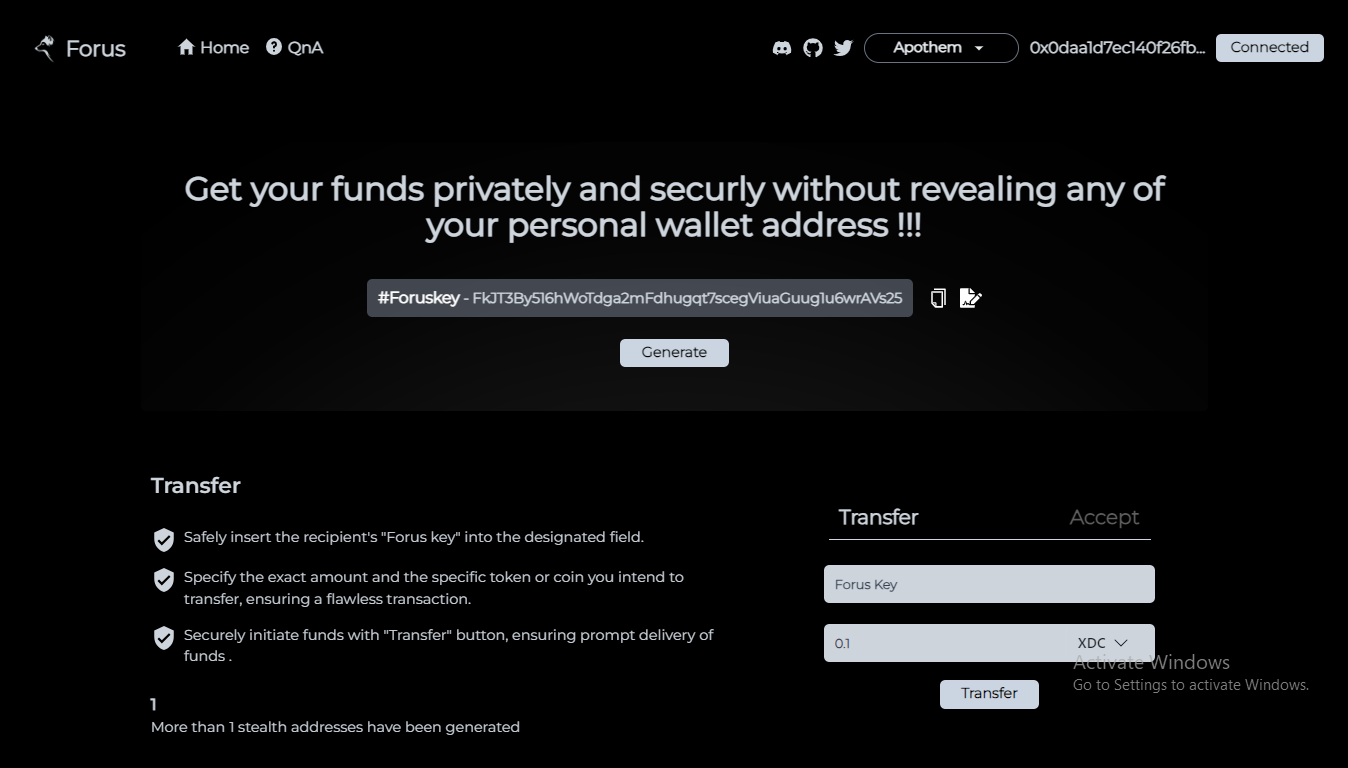 Forus
Home
QnA
Apothem
0x0daa1d7ec140f26fb...
Connected
Get your funds privately and securly without revealing any of
your personal wallet address !!!
#Foruskey - FkJT3By516hWoTdga2mFdhugqt7scegViuaGuug1u6wrAVs25
Generate
Transfer
Safely insert the recipient's "Forus key" into the designated field.
Specify the exact amount and the specific token or coin you intend to
transfer, ensuring a flawless transaction.
Securely initiate funds with "Transfer" button, ensuring prompt delivery of
funds .
1
More than 1 stealth addresses have been generated
Transfer
Accept
Forus Key
0.1
XDC
Transfer
Activate Windows
Go to Settings to activate Windows.